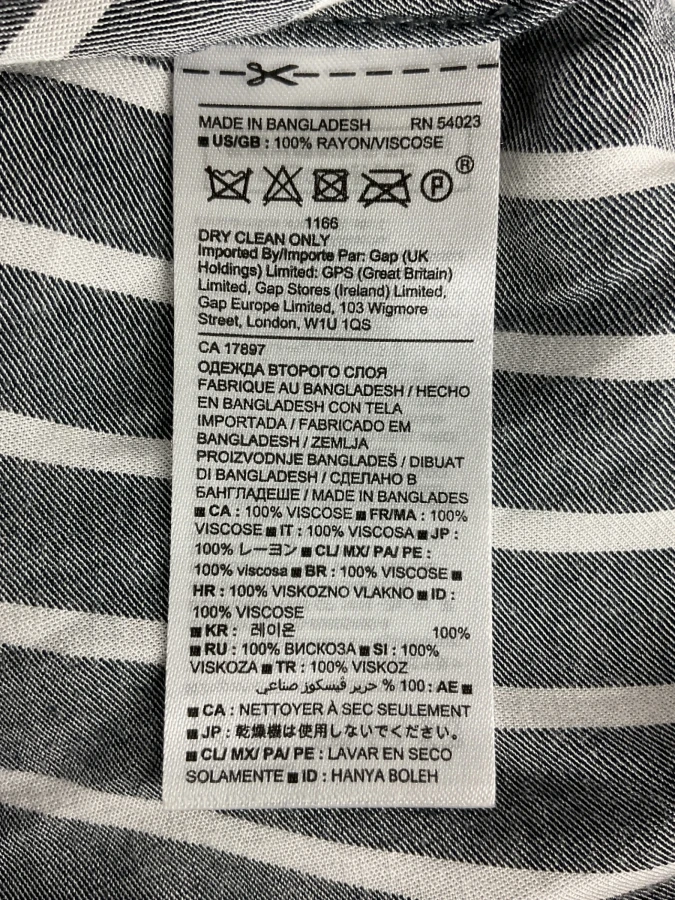 MADE IN BANGLADESH RN 54023
■ US/GB : 100% RAYON/VISCOSE
P ®
1166
DRY CLEAN ONLY
Imported By/Importe Par: Gap (UK
Holdings) Limited: GPS (Great Britain)
Limited, Gap Stores (Ireland) Limited,
Gap Europe Limited, 103 Wigmore
Street, London. W1U 1QS
CA 17897
ОДЕЖДА ВТОРОГО СЛОЯ
FABRIQUE AU BANGLADESH / HECHO
EN BANGLADESH CON TELA
IMPORTADA / FABRICADO EM
BANGLADESH / ZEMLJA
PROIZVODNJE BANGLADEŠ / DIBUAT
DI BANGLADESH / СДЕЛАНО В
БАНГЛАДЕШЕ / MADE IN BANGLADES
■ CA : 100% VISCOSE ■ FR/MA : 100%
VISCOSE ■ IT : 100% VISCOSA ■ JP :
100% レーヨン ■ CL/ MX/ PA/ PE :
100% viscosa ■ BR : 100% VISCOSE ■
HR : 100% VISKOZNO VLAKNO ■ ID :
100% VISCOSE
■ KR : 레이온 100%
■ RU : 100% ВИСКОЗА ■ SI : 100%
VISKOZA ■ TR : 100% VISKOZ
■ AE : 100 % حرير ڤيسكوز صناعي
■ CA : NETTOYER À SEC SEULEMENT
■ JP : 乾燥機は使用しないでください。
■ CL/ MX/ PA/ PE : LAVAR EN SECO
SOLAMENTE ■ ID : HANYA BOLEH